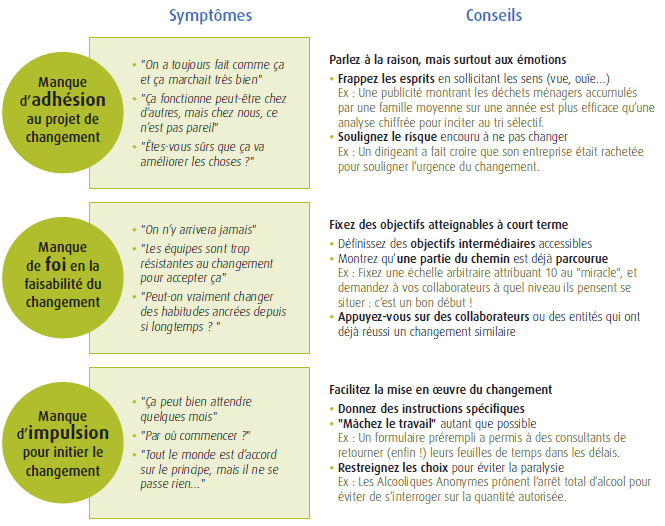 Symptômes
Conseils
Manque
d'adhésion
au projet de
changement
• "On a toujours fait comme ça
et ça marchait très bien"
• "Ça fonctionne peut-être chez
d'autres, mais chez nous, ce
n'est pas pareil"
• "Êtes-vous sûrs que ça va
améliorer les choses ?"
Parlez à la raison, mais surtout aux émotions
• Frappez les esprits en sollicitant les sens (vue, ouïe...)
Ex : Une publicité montrant les déchets ménagers accumulés
par une famille moyenne sur une année est plus efficace qu'une
analyse chiffrée pour inciter au tri sélectif.
• Soulignez le risque encouru à ne pas changer
Ex : Un dirigeant a fait croire que son entreprise était rachetée
pour souligner l'urgence du changement.
Manque
de foi en la
faisabilité du
changement
• "On n'y arrivera jamais"
• "Les équipes sont trop
résistantes au changement
pour accepter ça"
• "Peut-on vraiment changer
des habitudes ancrées depuis
si longtemps ? "
Fixez des objectifs atteignables à court terme
• Définissez des objectifs intermédiaires accessibles
• Montrez qu'une partie du chemin est déjà parcourue
Ex : Fixez une échelle arbitraire attribuant 10 au "miracle", et
demandez à vos collaborateurs à quel niveau ils pensent se
situer : c'est un bon début !
• Appuyez-vous sur des collaborateurs ou des entités qui ont
déjà réussi un changement similaire
Manque
d'impulsion
pour initier le
changement
• "Ça peut bien attendre
quelques mois"
• "Par où commencer ?"
• "Tout le monde est d'accord
sur le principe, mais il ne se
passe rien..."
Facilitez la mise en œuvre du changement
• Donnez des instructions spécifiques
• "Mâchez le travail" autant que possible
Ex : Un formulaire prérempli a permis à des consultants de
retourner (enfin !) leurs feuilles de temps dans les délais.
• Restreignez les choix pour éviter la paralysie
Ex : Les Alcooliques Anonymes prônent l'arrêt total d'alcool pour
éviter de s'interroger sur la quantité autorisée.